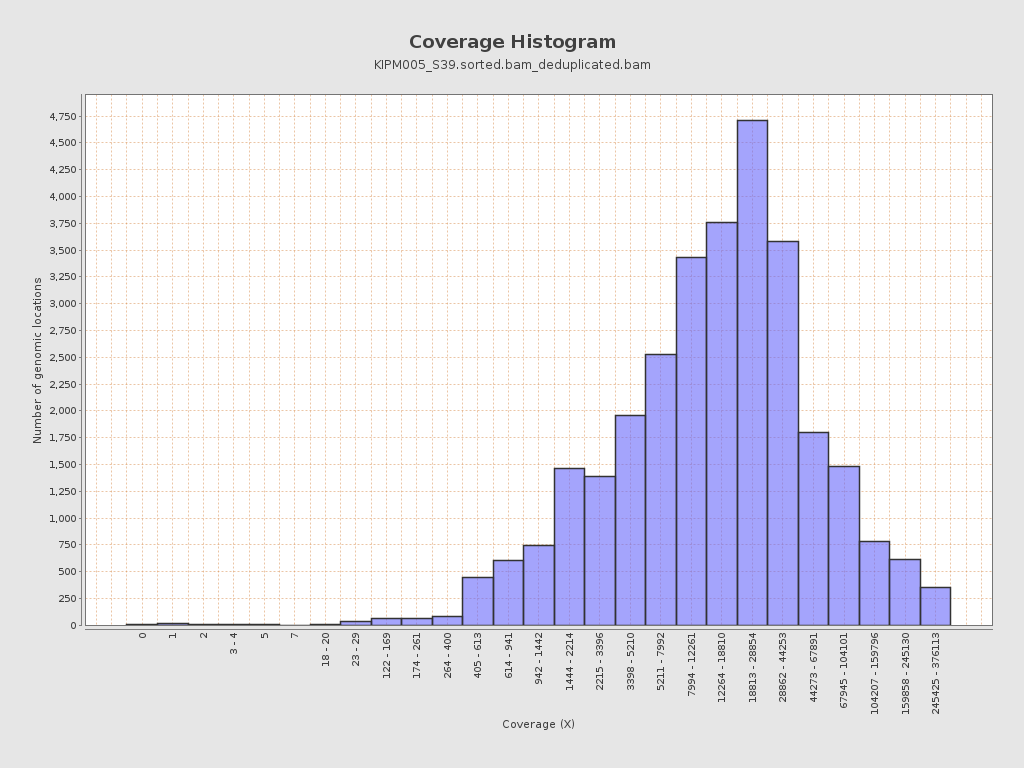 Coverage Histogram
KIPM005_S39.sorted.bam_deduplicated.bam
Number of genomic locations
4,750
4,500
4,250
4,000
3,750
3,500
3,250
3,000
2,750
2,500
2,250
2,000
1,750
1,500
1,250
1,000
750
500
250
0
0
1
2
3 - 4
5
7
18 - 20
23 - 29
122 - 169
174 - 261
264 - 400
405 - 613
614 - 941
942 - 1442
1444 - 2214
2215 - 3396
3398 - 5210
5211 - 7992
7994 - 12261
12264 - 18810
18813 - 28854
28862 - 44253
44273 - 67891
67945 - 104101
104207 - 159796
159858 - 245130
245425 - 376113
Coverage (X)